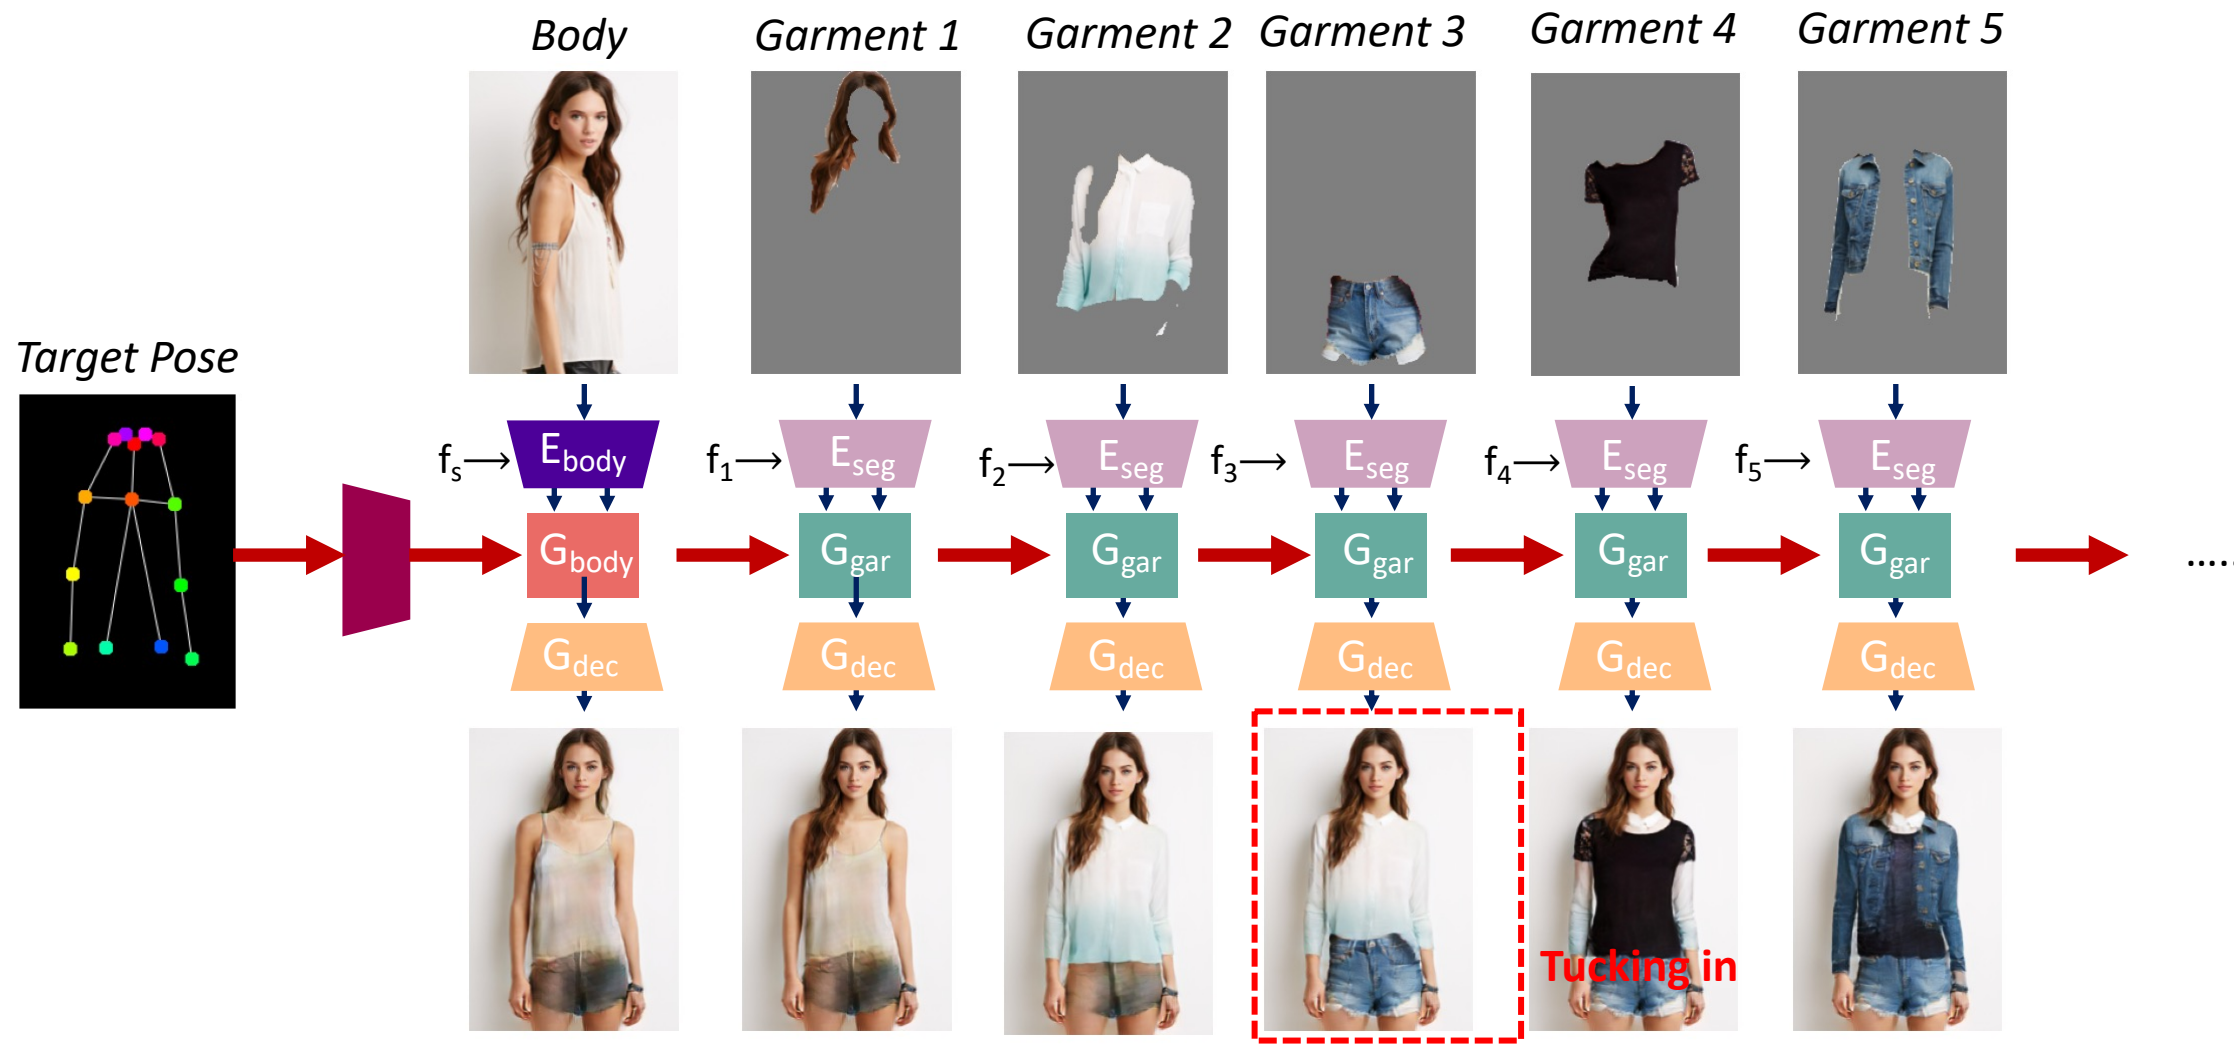 Body
Garment 1
Garment 2
Garment 3
Garment 4
Garment 5
Target Pose
fs→
Ebody
f1→
Eseg
f2→
Eseg
f3→
Eseg
f4→
Eseg
f5→
Eseg
Gbody
Ggar
Ggar
Ggar
Ggar
Ggar
.....
Gdec
Gdec
Gdec
Gdec
Gdec
Gdec
Tucking in